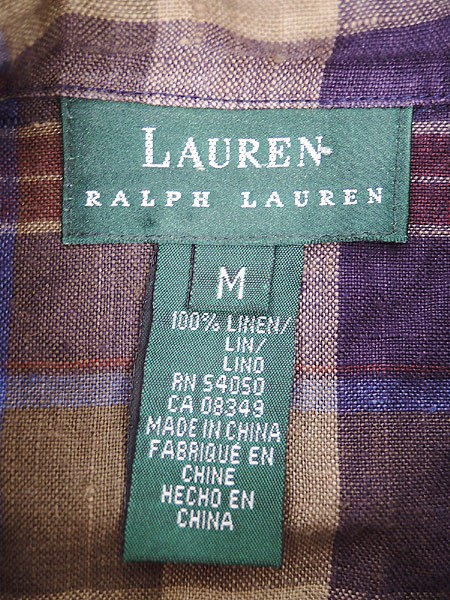 LAUREN
RALPH LAUREN
M
100% LINEN/
LIN/
LINO
RN 54050
CA 08349
MADE IN CHINA
FABRIQUÉ EN
CHINE
HECHO EN
CHINA